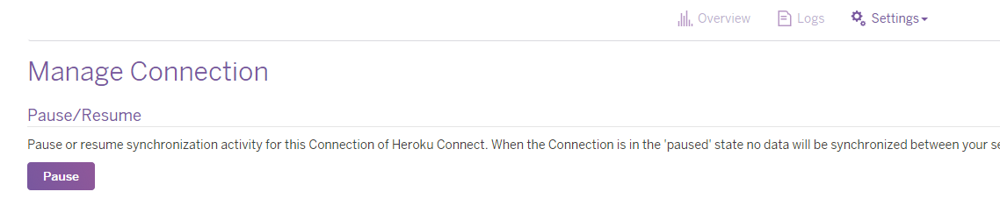 Overview Logs Settings
Manage Connection
Pause/Resume
Pause or resume synchronization activity for this Connection of Heroku Connect. When the Connection is in the 'paused' state no data will be synchronized between your
Pause